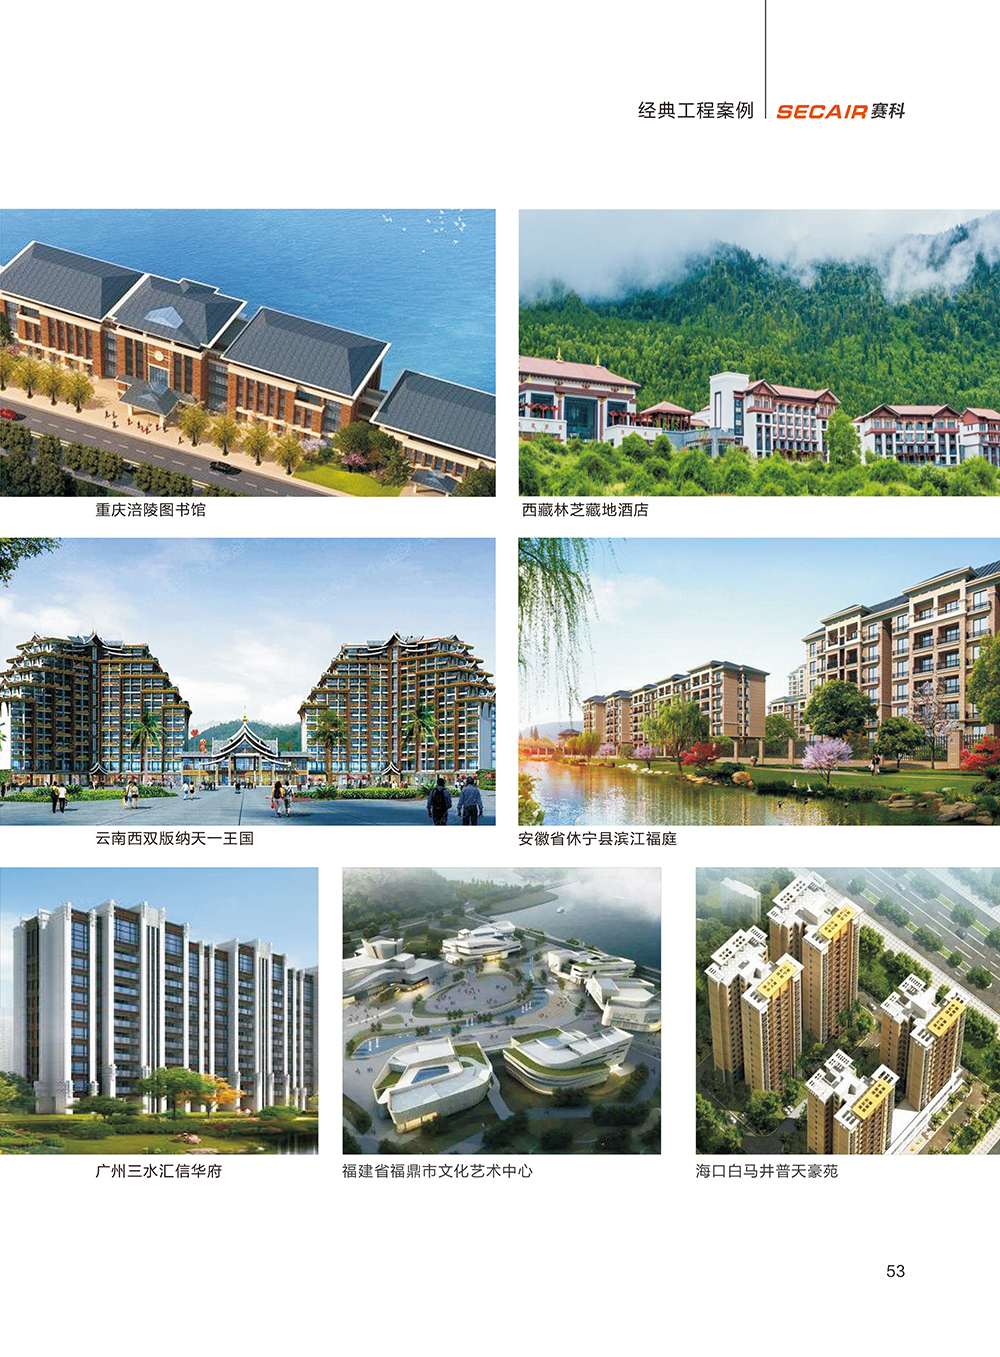 经典工程案例
SECAIR赛科
重庆涪陵图书馆
西藏林芝藏地酒店
云南西双版纳天一王国
安徽省休宁县滨江福庭
广州三水汇信华府
福建省福鼎市文化艺术中心
海口白马井普天豪苑
53